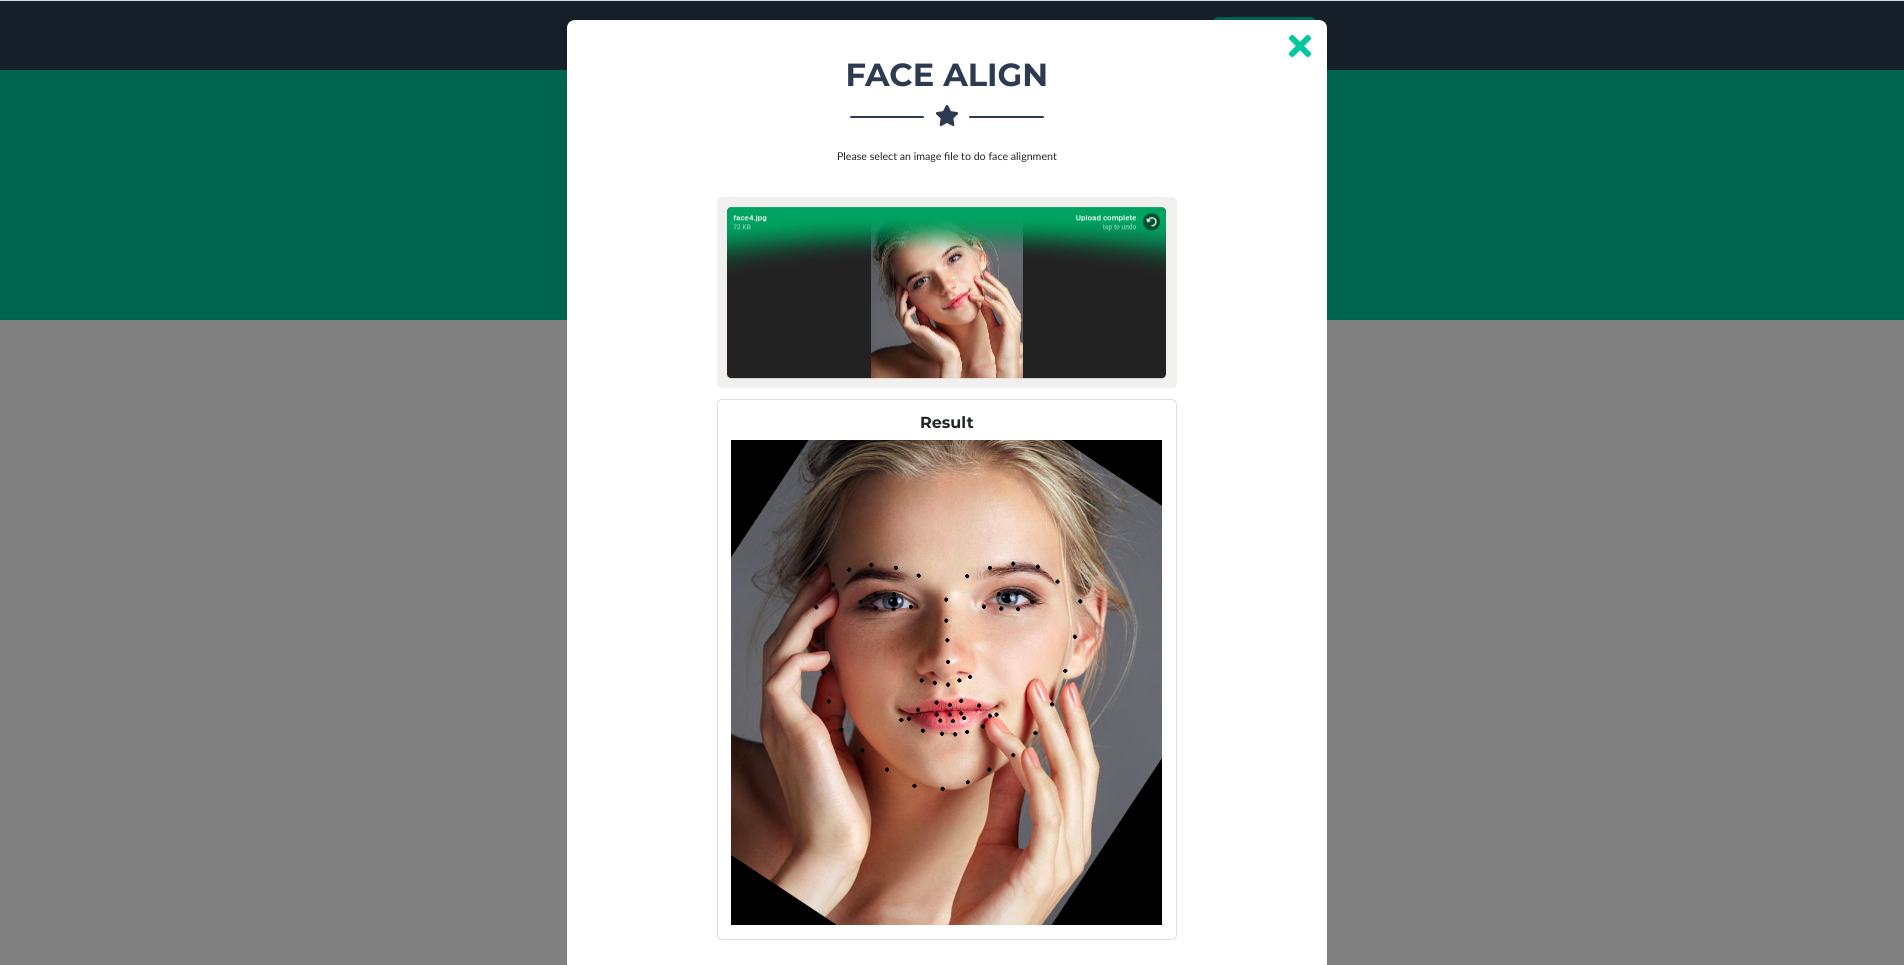 FACE ALIGN
Please select an image file to do face alignment
face4.jpg
72 KB
Upload complete
tap to undo
Result